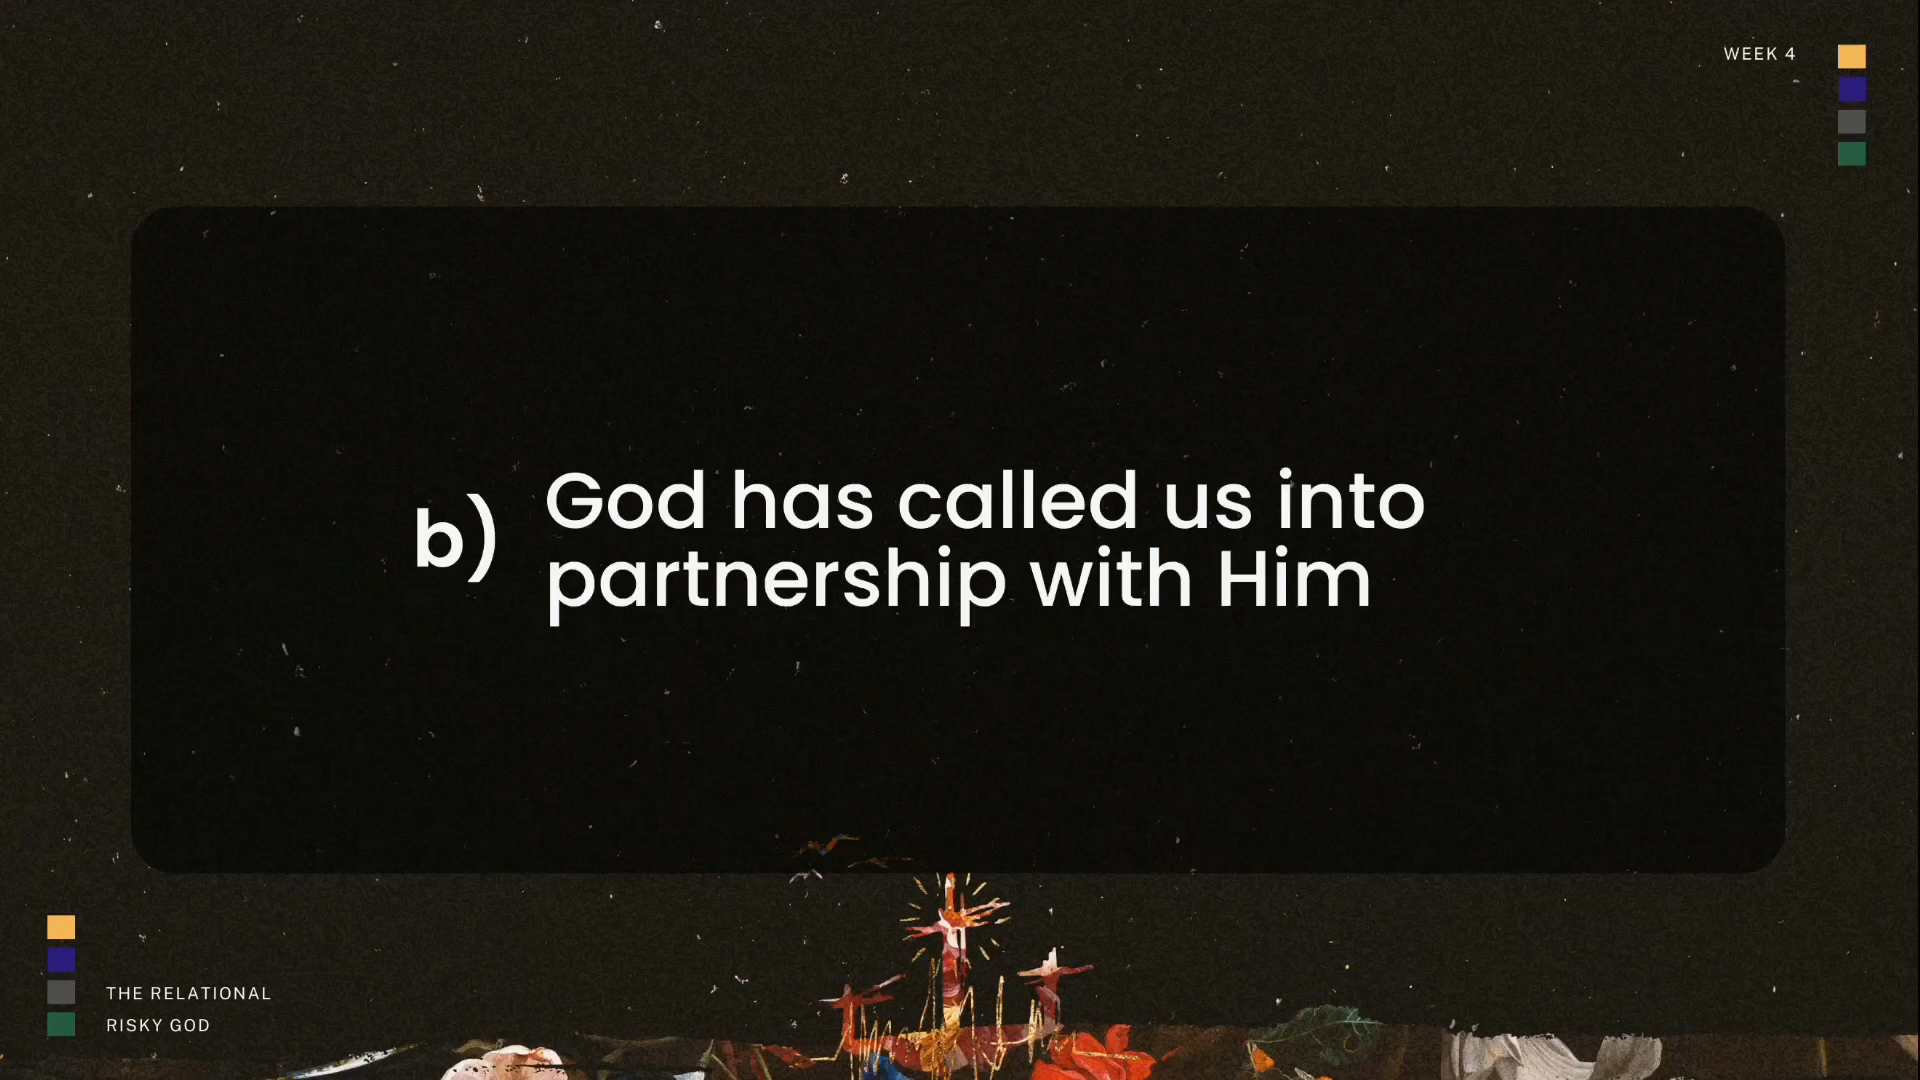 WEEK 4
b) God has called us into
partnership with Him
THE RELATIONAL
RISKY GOD